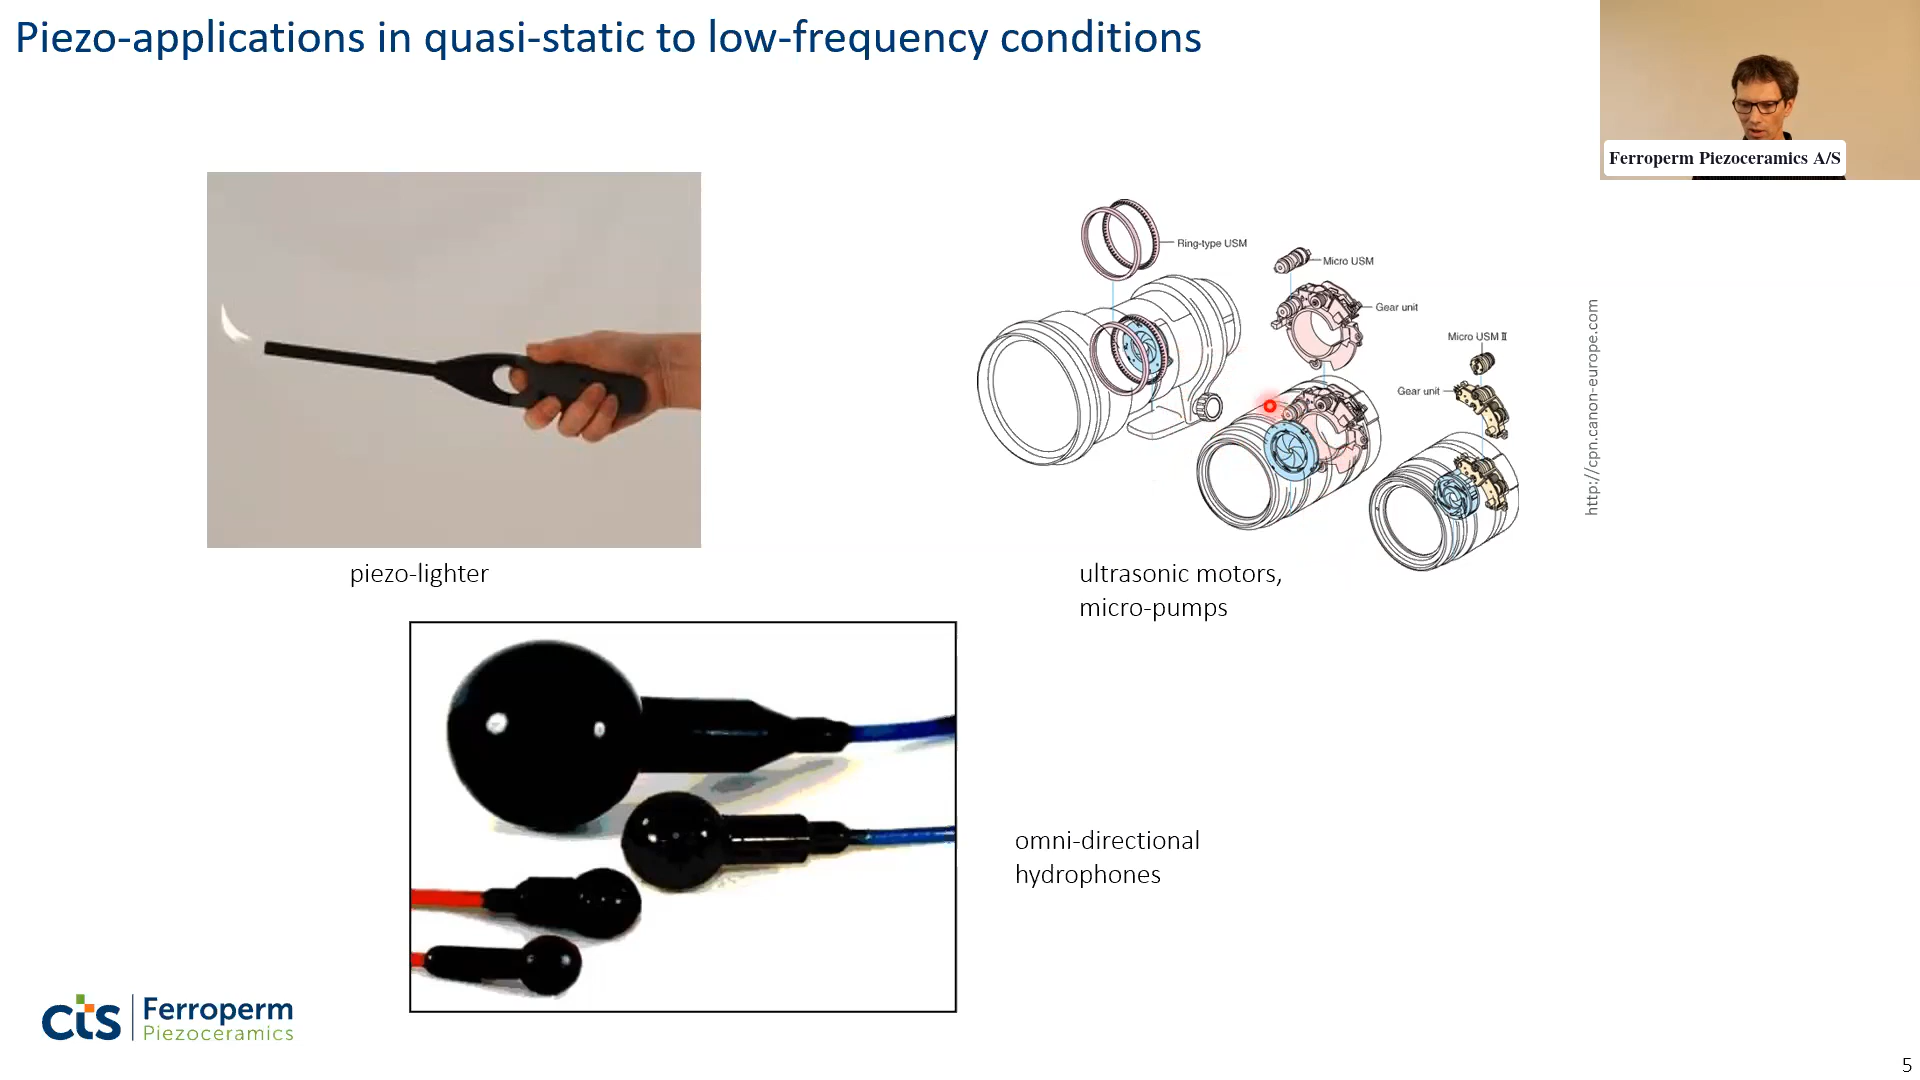 Piezo-applications in quasi-static to low-frequency conditions
Ferroperm Piezoceramics A/S
Ring-type USM
Micro USM
Gear unit
Micro USM II
Gear unit
http://cpn.canon-europe.com
piezo-lighter
ultrasonic motors,
micro-pumps
omni-directional
hydrophones
cts
Ferroperm
Piezoceramics
5